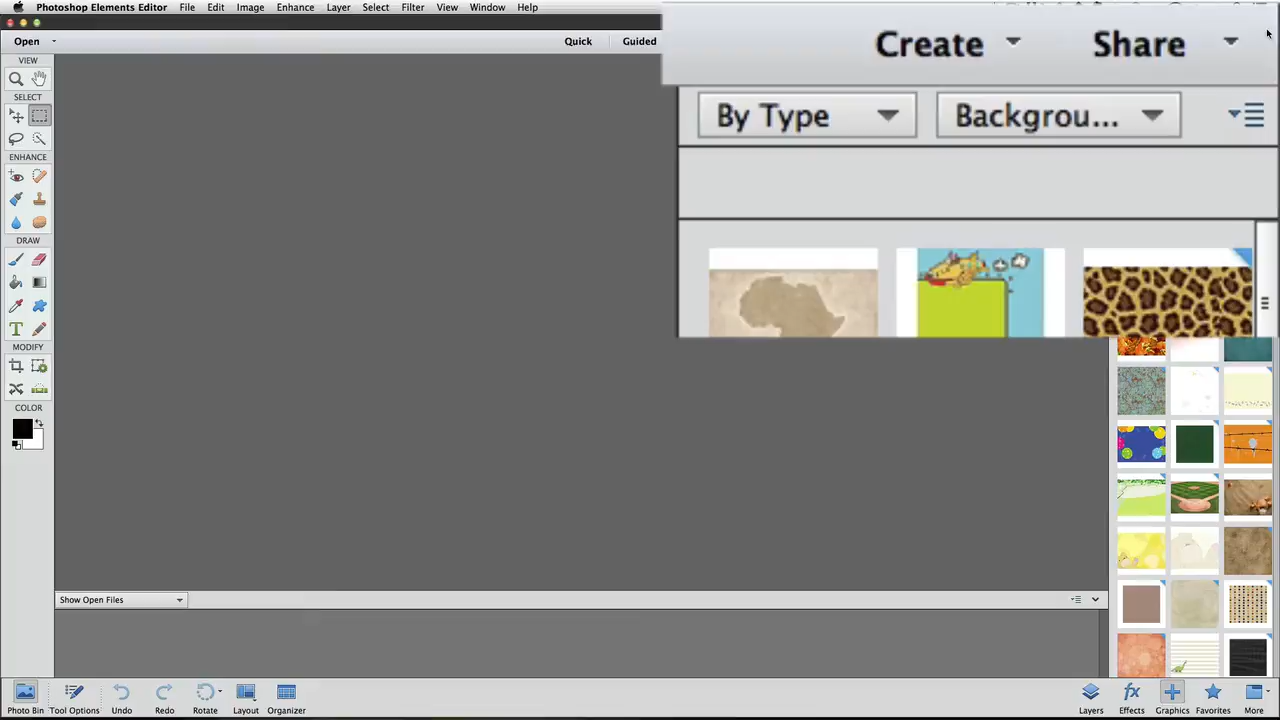 Photoshop Elements Editor File Edit Image Enhance Layer Select Filter View Window Help
Open Quick Guided Create Share
By Type Backgrou...
VIEW
SELECT
ENHANCE
DRAW
T
MODIFY
COLOR
Show Open Files
Photo Bin Tool Options Undo Redo Rotate Layout Organizer fx Layers Effects Graphics Favorites More